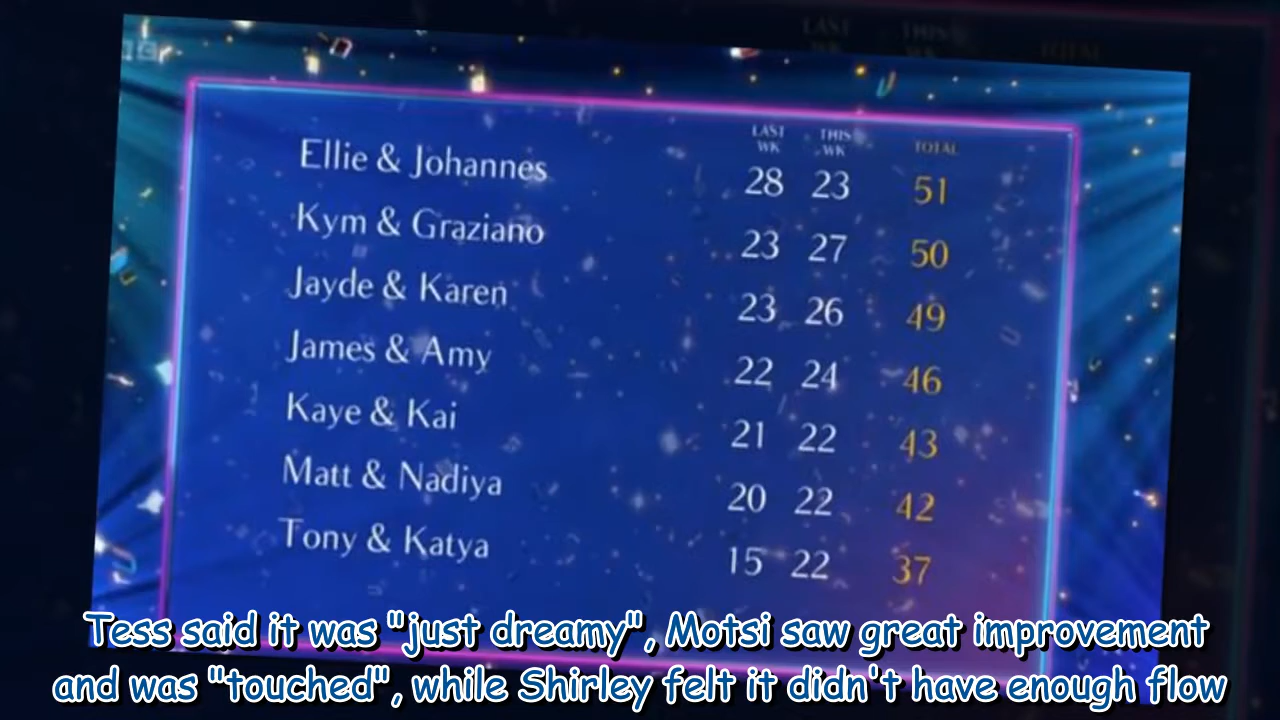 LAST THIS TOTAL
WK WK
Ellie & Johannes 28 23 51
Kym & Graziano 23 27 50
Jayde & Karen 23 26 49
James & Amy 22 24 46
Kaye & Kai 21 22 43
Matt & Nadiya 20 22 42
Tony & Katya 15 22 37
Tess said it was "just dreamy", Motsi saw great improvement
and was "touched", while Shirley felt it didn't have enough flow